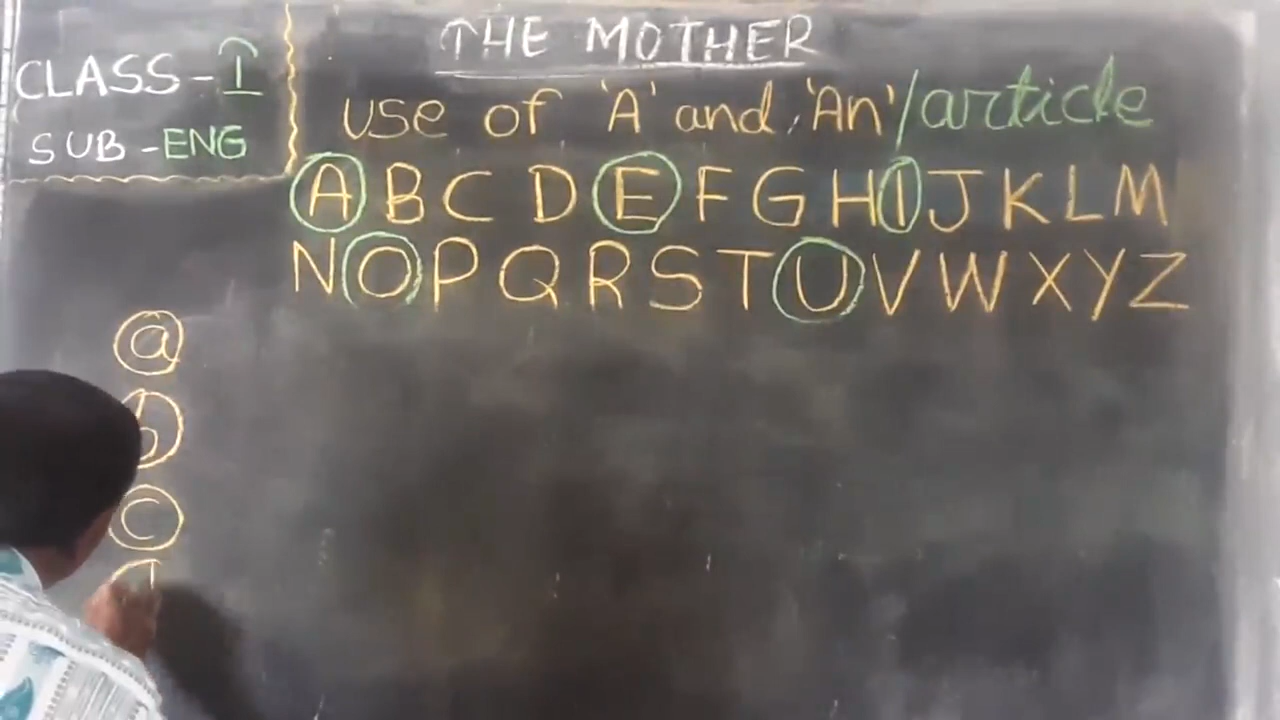 CLASS - I
SUB - ENG
THE MOTHER
use of 'A' and 'An'/article
A B C D E F G H I J K L M
N O P Q R S T U V W X Y Z
a
b
c